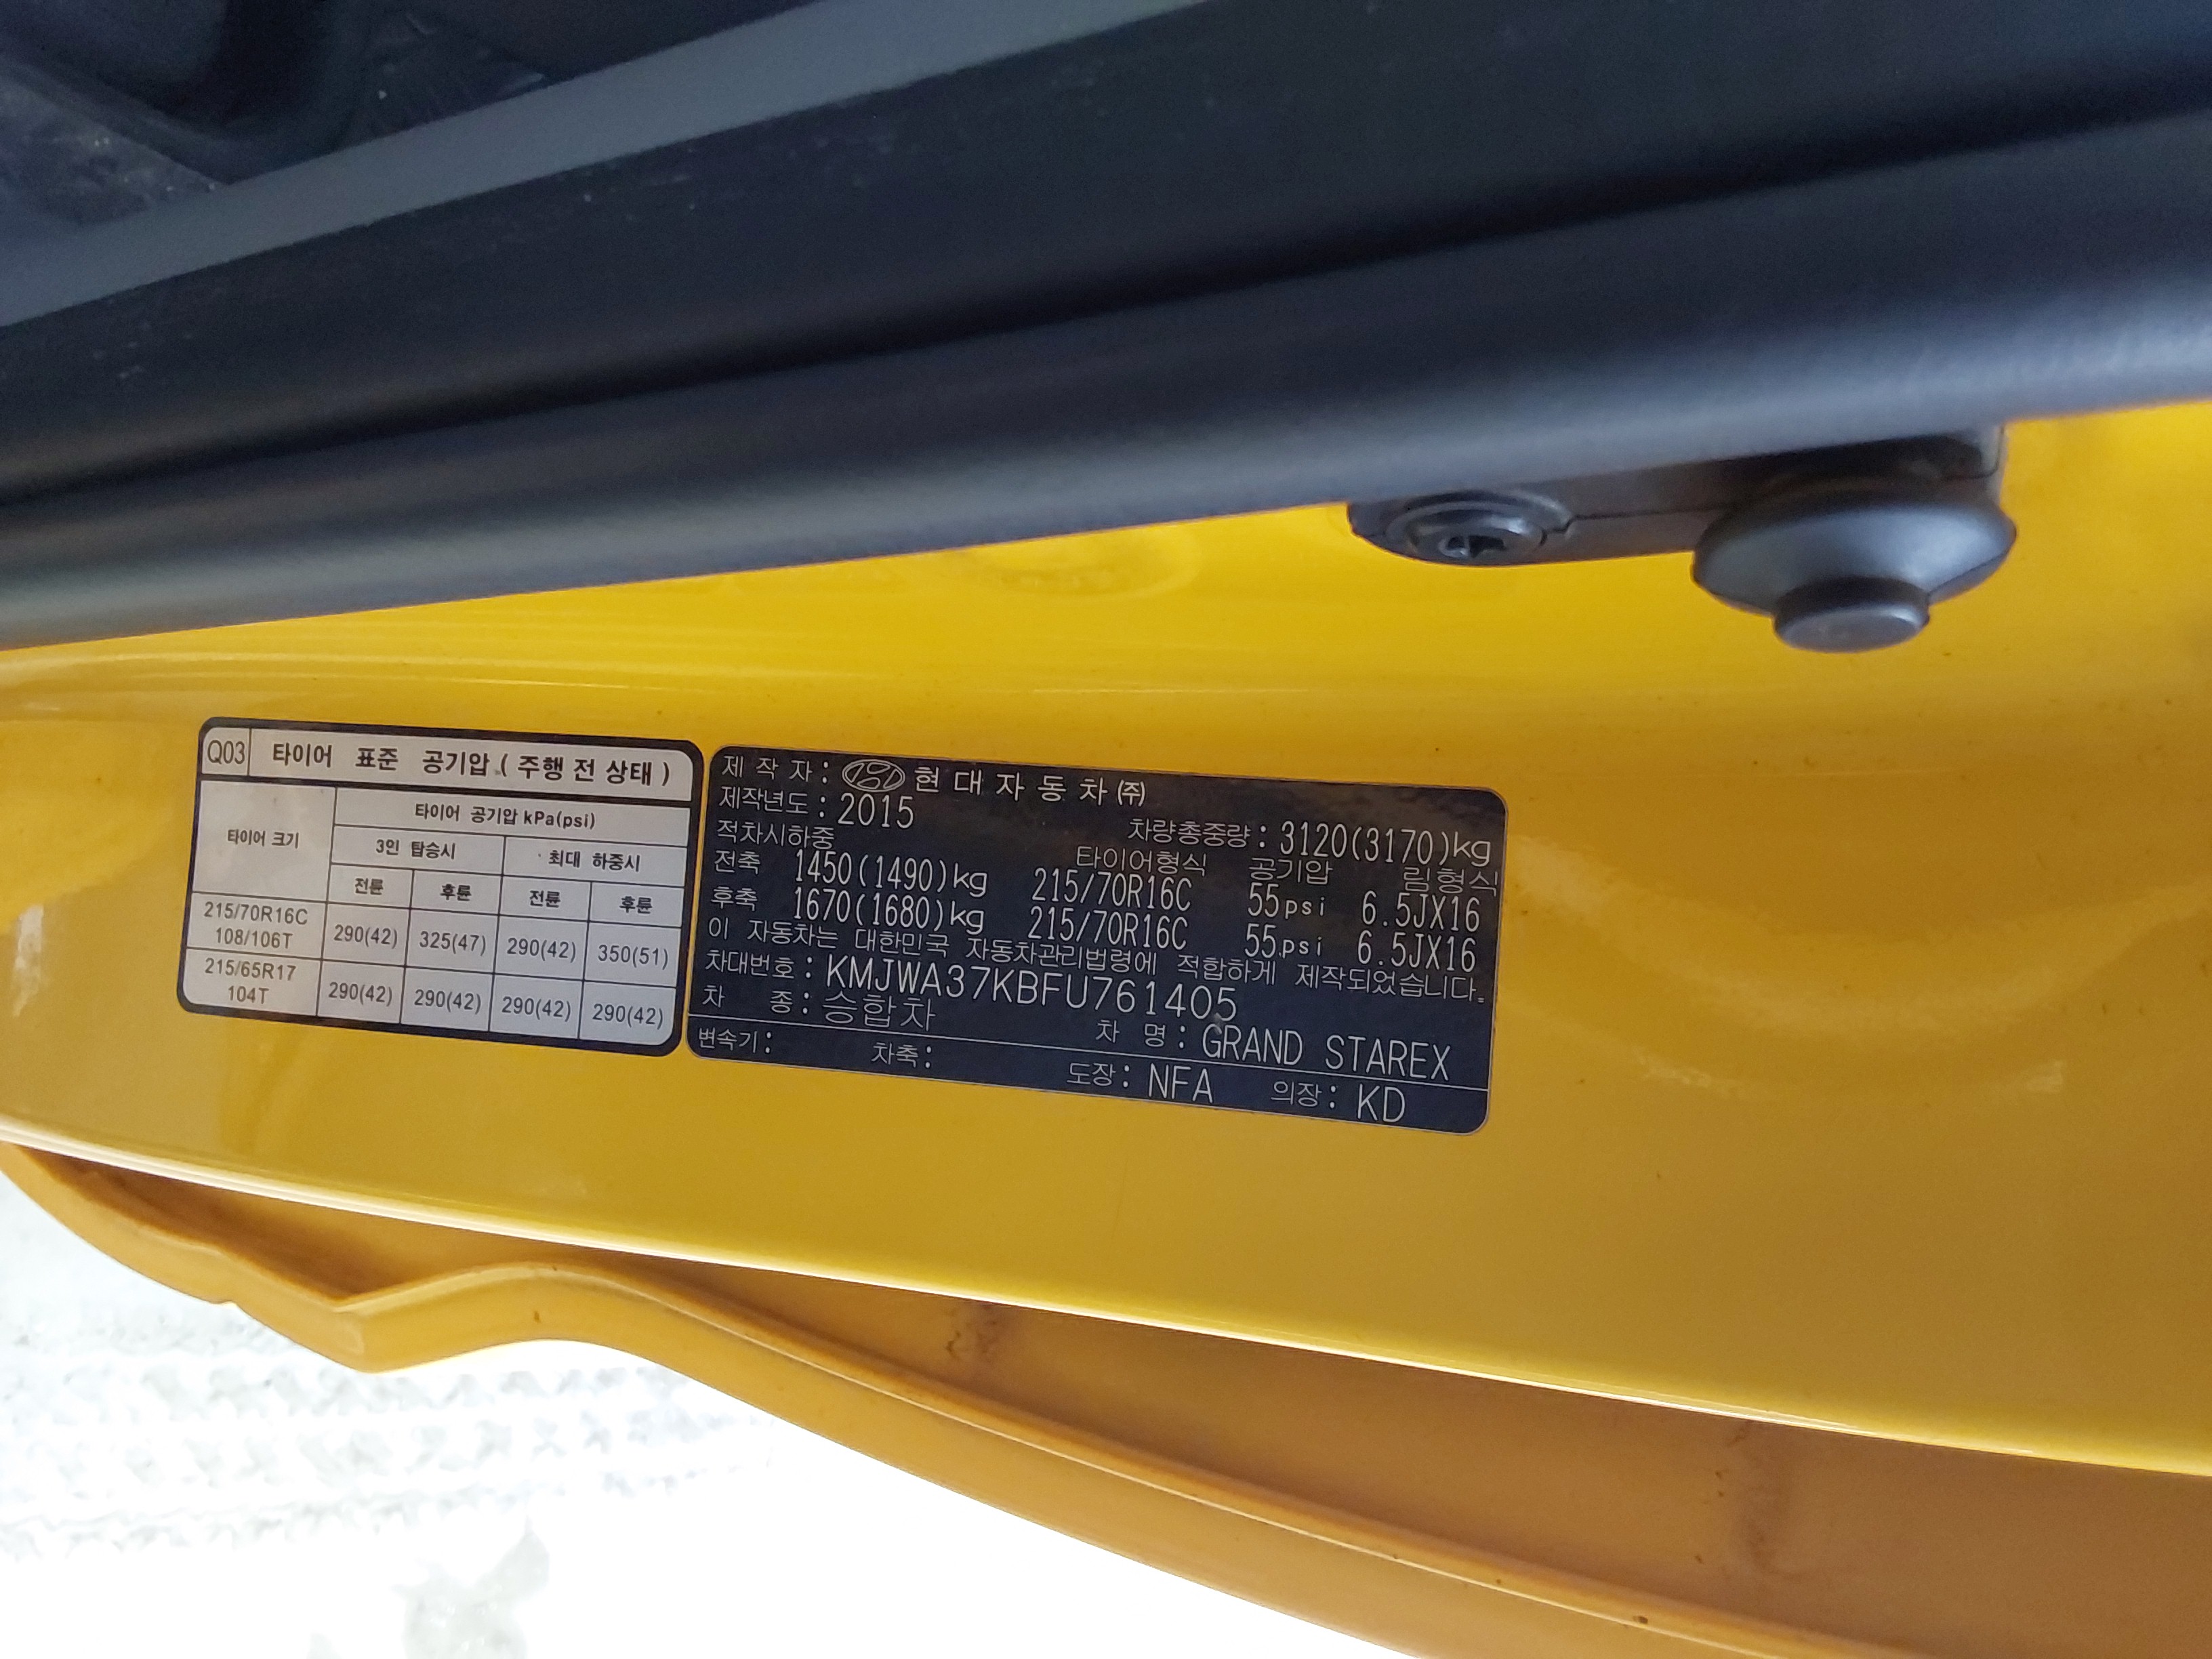 Q03 타이어 표준 공기압 ( 주행 전 상태 )
타이어 크기
타이어 공기압 kPa(psi)
3인 탑승시 최대 하중시
전륜 후륜 전륜 후륜
215/70R16C 108/106T 290(42) 325(47) 290(42) 350(51)
215/65R17 104T 290(42) 290(42) 290(42) 290(42)
제 작 자 : 현 대 자 동 차 ㈜
제작년도 : 2015 차량총중량 : 3120(3170)kg
적차시하중 타이어형식 공기압 림형식
전축 1450(1490)kg 215/70R16C 55psi 6.5JX16
후축 1670(1680)kg 215/70R16C 55psi 6.5JX16
이 자동차는 대한민국 자동차관리법령에 적합하게 제작되었습니다.
차대번호 : KMJWA37KBFU761405
차 종 : 승합차 차 명 : GRAND STAREX
변속기 : 차축 : 도장 : NFA 의장 : KD